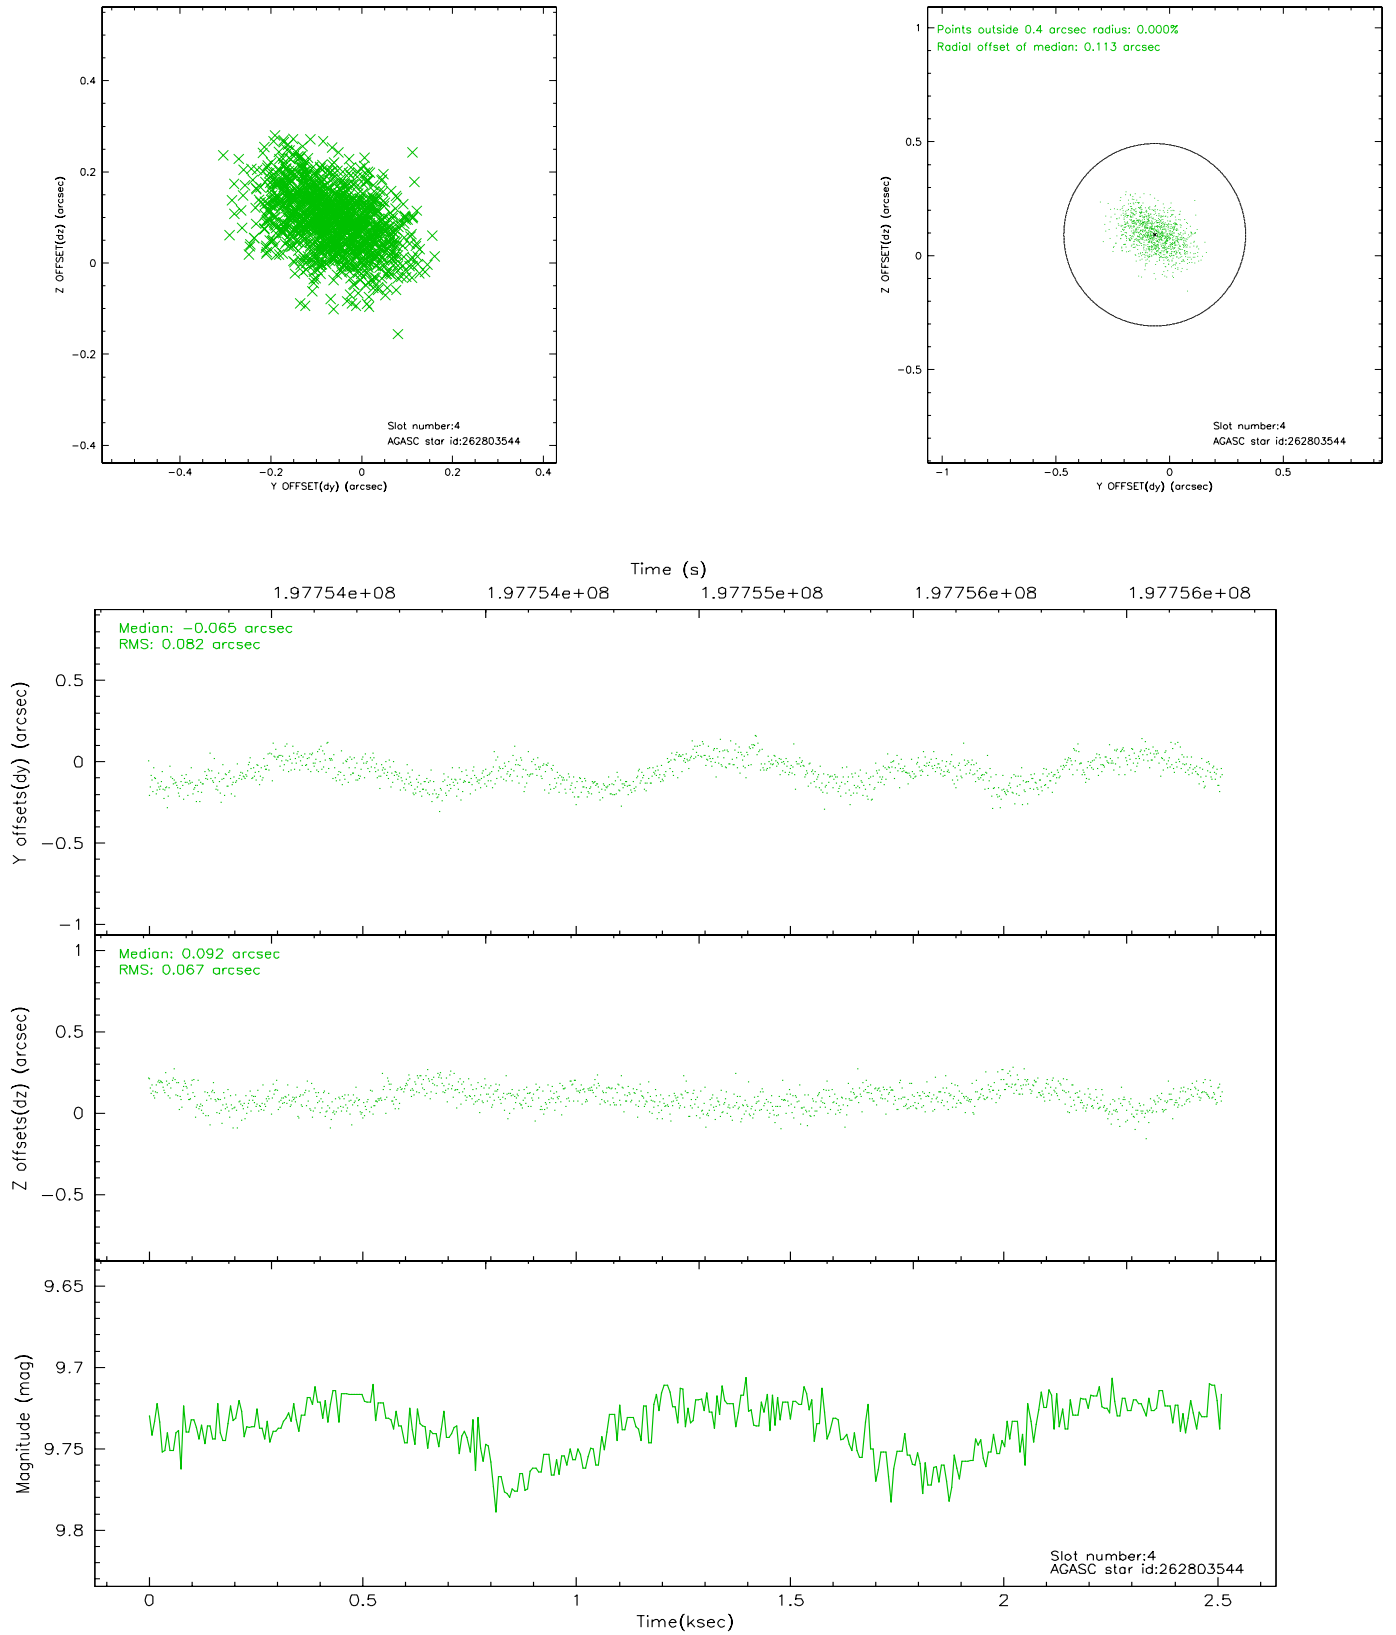 0.4
0.2
0
−0.2
−0.4
Z OFFSET(dz) (arcsec)
Slot number:4
AGASC star id:262803544
−0.4 −0.2 0 0.2 0.4
Y OFFSET(dy) (arcsec)
Points outside 0.4 arcsec radius: 0.000%
Radial offset of median: 0.113 arcsec
1
0.5
0
−0.5
Z OFFSET(dz) (arcsec)
Slot number:4
AGASC star id:262803544
−1 −0.5 0 0.5
Y OFFSET(dy) (arcsec)
Time (s)
1.97754e+08 1.97754e+08 1.97755e+08 1.97756e+08 1.97756e+08
Median: −0.065 arcsec
RMS: 0.082 arcsec
0.5
0
−0.5
−1
Y offsets(dy) (arcsec)
Median: 0.092 arcsec
RMS: 0.067 arcsec
1
0.5
0
−0.5
Z offsets(dz) (arcsec)
9.65
9.7
9.75
9.8
Magnitude (mag)
Slot number:4
AGASC star id:262803544
0 0.5 1 1.5 2 2.5
Time(ksec)